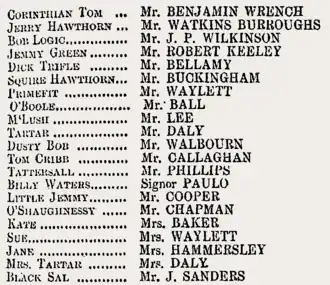 CORINTHIAN TOM ... Mr. BENJAMIN WRENCH
JERRY HAWTHORN ... Mr. WATKINS BURROUGHS
BOB LOGIC......... Mr. J. P. WILKINSON
JEMMY GREEN ...... Mr. ROBERT KEELEY
DICK TRIFLE ...... Mr. BELLAMY
SQUIRE HAWTHORN... Mr. BUCKINGHAM
PRIMEFIT ......... Mr. WAYLETT
O'BOOLE........... Mr. BALL
M'LUSH ........... Mr. LEE
TARTAR ........... Mr. DALY
DUSTY BOB ........ Mr. WALBOURN
TOM CRIBB ........ Mr. CALLAGHAN
TATTERSALL ....... Mr. PHILLIPS
BILLY WATERS...... Signor PAULO
LITTLE JEMMY...... Mr. COOPER
O'SHAUGHNESSY .... Mr. CHAPMAN
KATE ............. Mrs. BAKER
SUE............... Mrs. WAYLETT
JANE ............. Mrs. HAMMERSLEY
MRS. TARTAR ...... Mrs. DALY
BLACK SAL ........ Mr. J. SANDERS